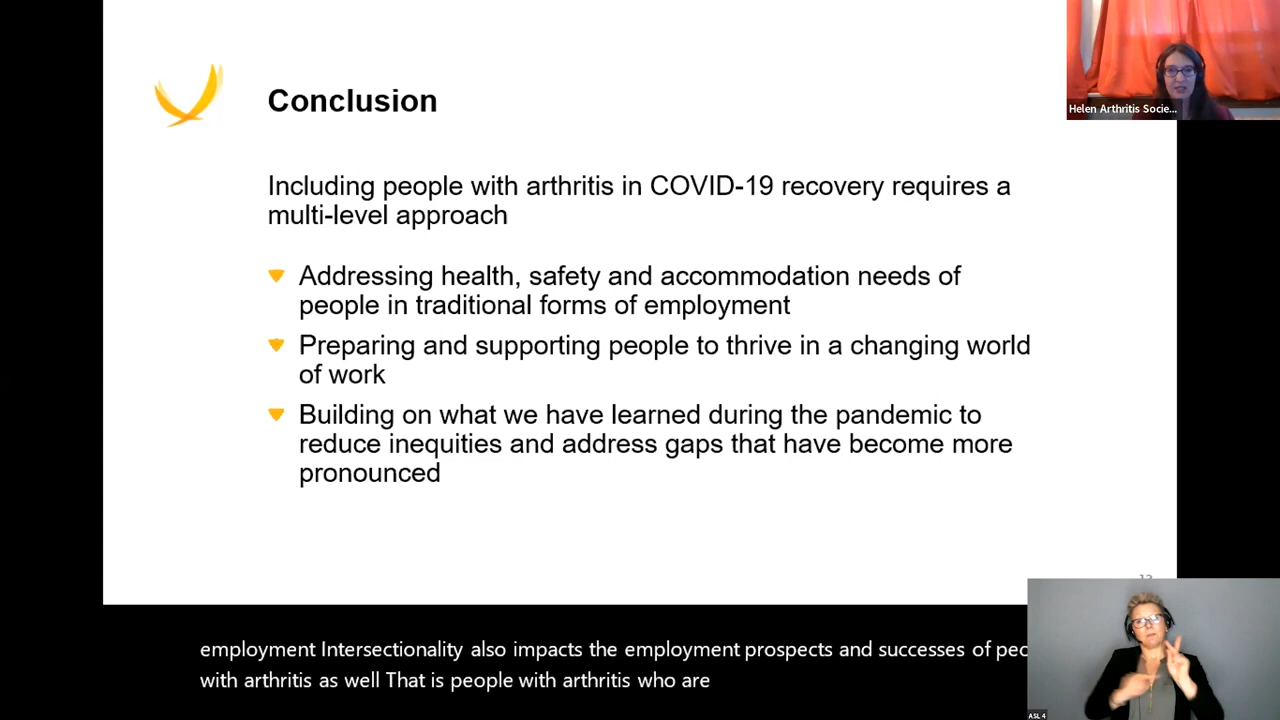 Conclusion
Helen Arthritis Socie...
Including people with arthritis in COVID-19 recovery requires a
multi-level approach
Addressing health, safety and accommodation needs of
people in traditional forms of employment
Preparing and supporting people to thrive in a changing world
of work
Building on what we have learned during the pandemic to
reduce inequities and address gaps that have become more
pronounced
employment Intersectionality also impacts the employment prospects and successes of peo
with arthritis as well That is people with arthritis who are
ASL 4